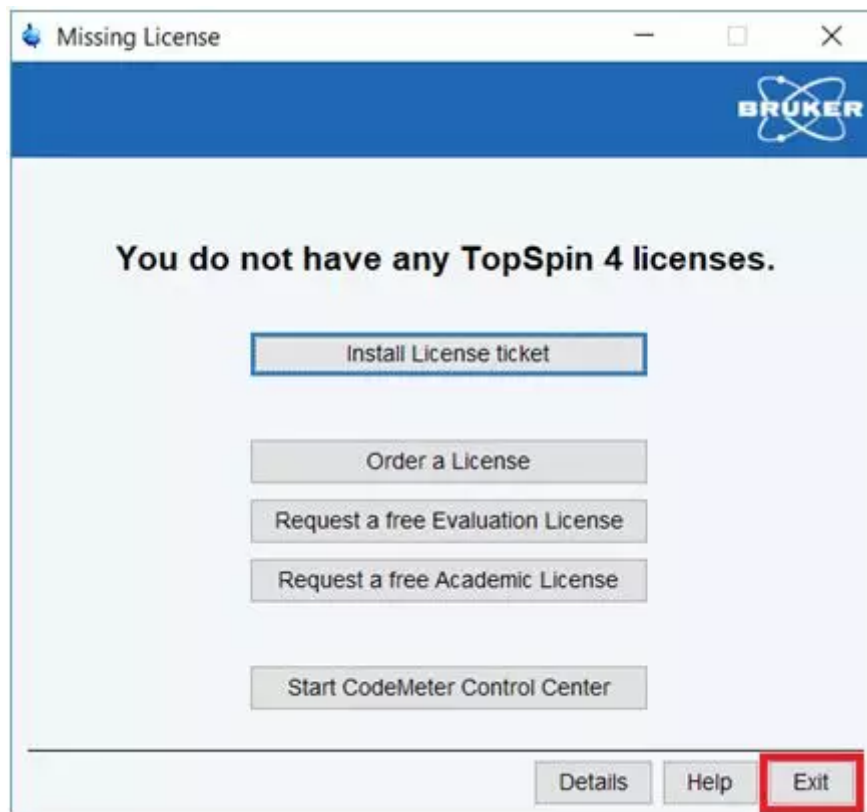 Missing License
BRUKER
You do not have any TopSpin 4 licenses.
Install License ticket
Order a License
Request a free Evaluation License
Request a free Academic License
Start CodeMeter Control Center
Details Help Exit